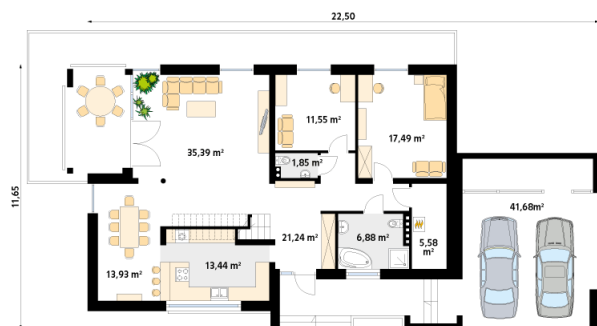 22,50
11,65
35,39 m²
11,55 m²
17,49 m²
1,85 m²
41,68m²
21,24 m²
6,88 m²
5,58 m²
13,93 m²
13,44 m²